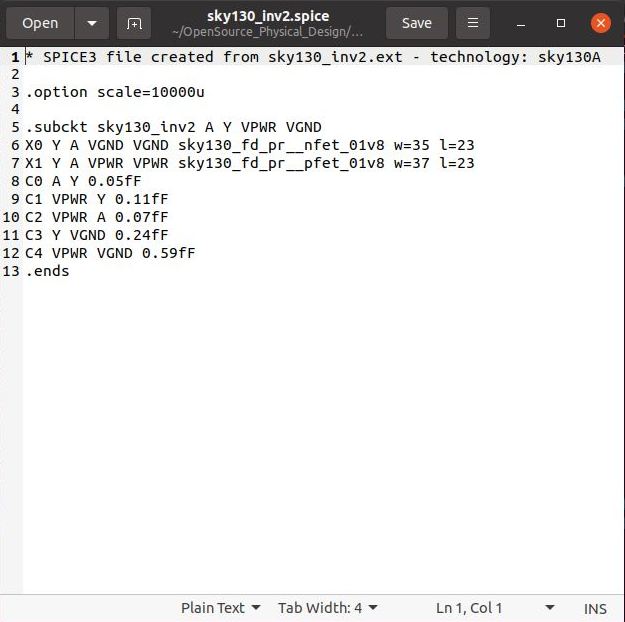 Open
sky130_inv2.spice
~/OpenSource_Physical_Design/...
Save
1 * SPICE3 file created from sky130_inv2.ext - technology: sky130A
2
3 .option scale=10000u
4
5 .subckt sky130_inv2 A Y VPWR VGND
6 X0 Y A VGND VGND sky130_fd_pr__nfet_01v8 w=35 l=23
7 X1 Y A VPWR VPWR sky130_fd_pr__pfet_01v8 w=37 l=23
8 C0 A Y 0.05fF
9 C1 VPWR Y 0.11fF
10 C2 VPWR A 0.07fF
11 C3 Y VGND 0.24fF
12 C4 VPWR VGND 0.59fF
13 .ends
Plain Text Tab Width: 4 Ln 1, Col 1 INS